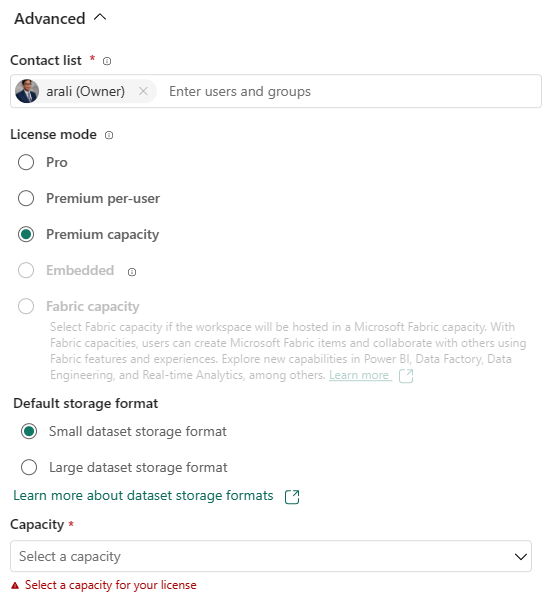 Advanced
Contact list *
arali (Owner) Enter users and groups
License mode
Pro
Premium per-user
Premium capacity
Embedded
Fabric capacity
Select Fabric capacity if the workspace will be hosted in a Microsoft Fabric capacity. With
Fabric capacities, users can create Microsoft Fabric items and collaborate with others using
Fabric features and experiences. Explore new capabilities in Power BI, Data Factory, Data
Engineering, and Real-time Analytics, among others. Learn more
Default storage format
Small dataset storage format
Large dataset storage format
Learn more about dataset storage formats
Capacity *
Select a capacity
Select a capacity for your license